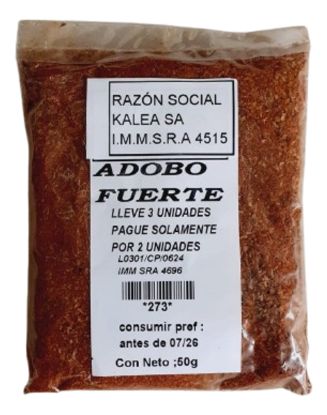 RAZÓN SOCIAL
KALEA SA
I.M.M.S.R.A 4515
ADOBO
FUERTE
LLEVE 3 UNIDADES
PAGUE SOLAMENTE
POR 2 UNIDADES
L0301/CP/0624
IMM SRA 4696
*273*
consumir pref :
antes de 07/26
Con Neto ;50g